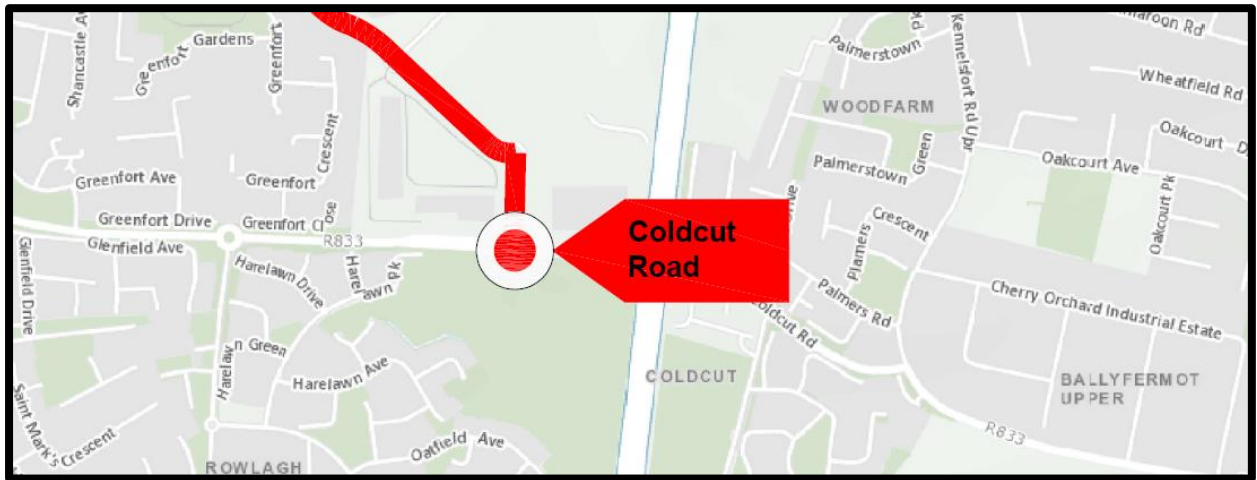 Shancastle Av
Greenfort
Gardens
Greenfort
Palmerstown
Pk
Kennelsfort Rd Upr
Wheatfield Rd
WOODFARM
Oakcourt D
Oakcourt Ave
Oakcourt Pk
Green
Palmerstown
Crescent
Greenfort
Greenfort Ave
Greenfort Drive
Greenfort Close
R833
Glenfield Ave
Glenfield Drive
Harelawn Drive
Harelawn Pk
Coldcut
Road
Crescent
Plamers
Palmers Rd
Coldcut Rd
Cherry Orchard Industrial Estate
Harelawn Green
Harelawn Ave
COLDCUT
BALLYFERMOT
UPPER
R833
Saint Mark's Crescent
Oatfield Ave
ROWLAGH